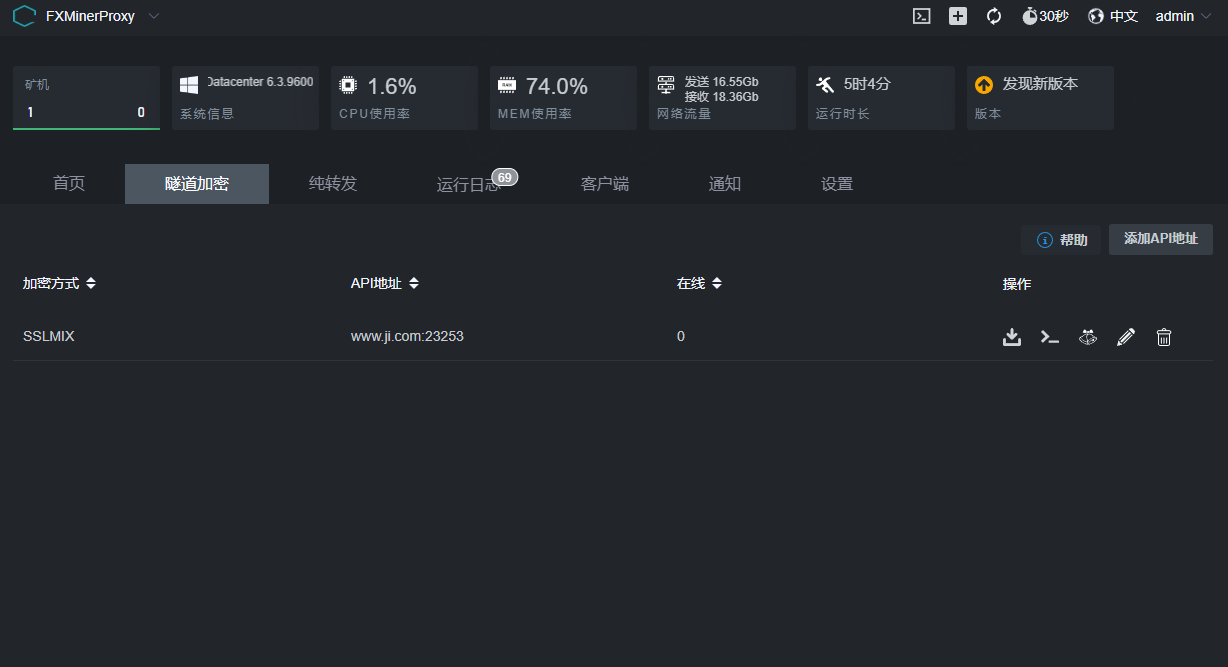 FXMinerProxy
30秒
中文
admin
矿机
1
0
Datacenter 6.3.9600
系统信息
1.6%
CPU使用率
RAM
74.0%
MEM使用率
发送 16.55Gb
接收 18.36Gb
网络流量
5时4分
运行时长
发现新版本
版本
首页
隧道加密
纯转发
运行日志
69
客户端
通知
设置
帮助
添加API地址
加密方式
API地址
在线
操作
SSLMIX
www.ji.com:23253
0